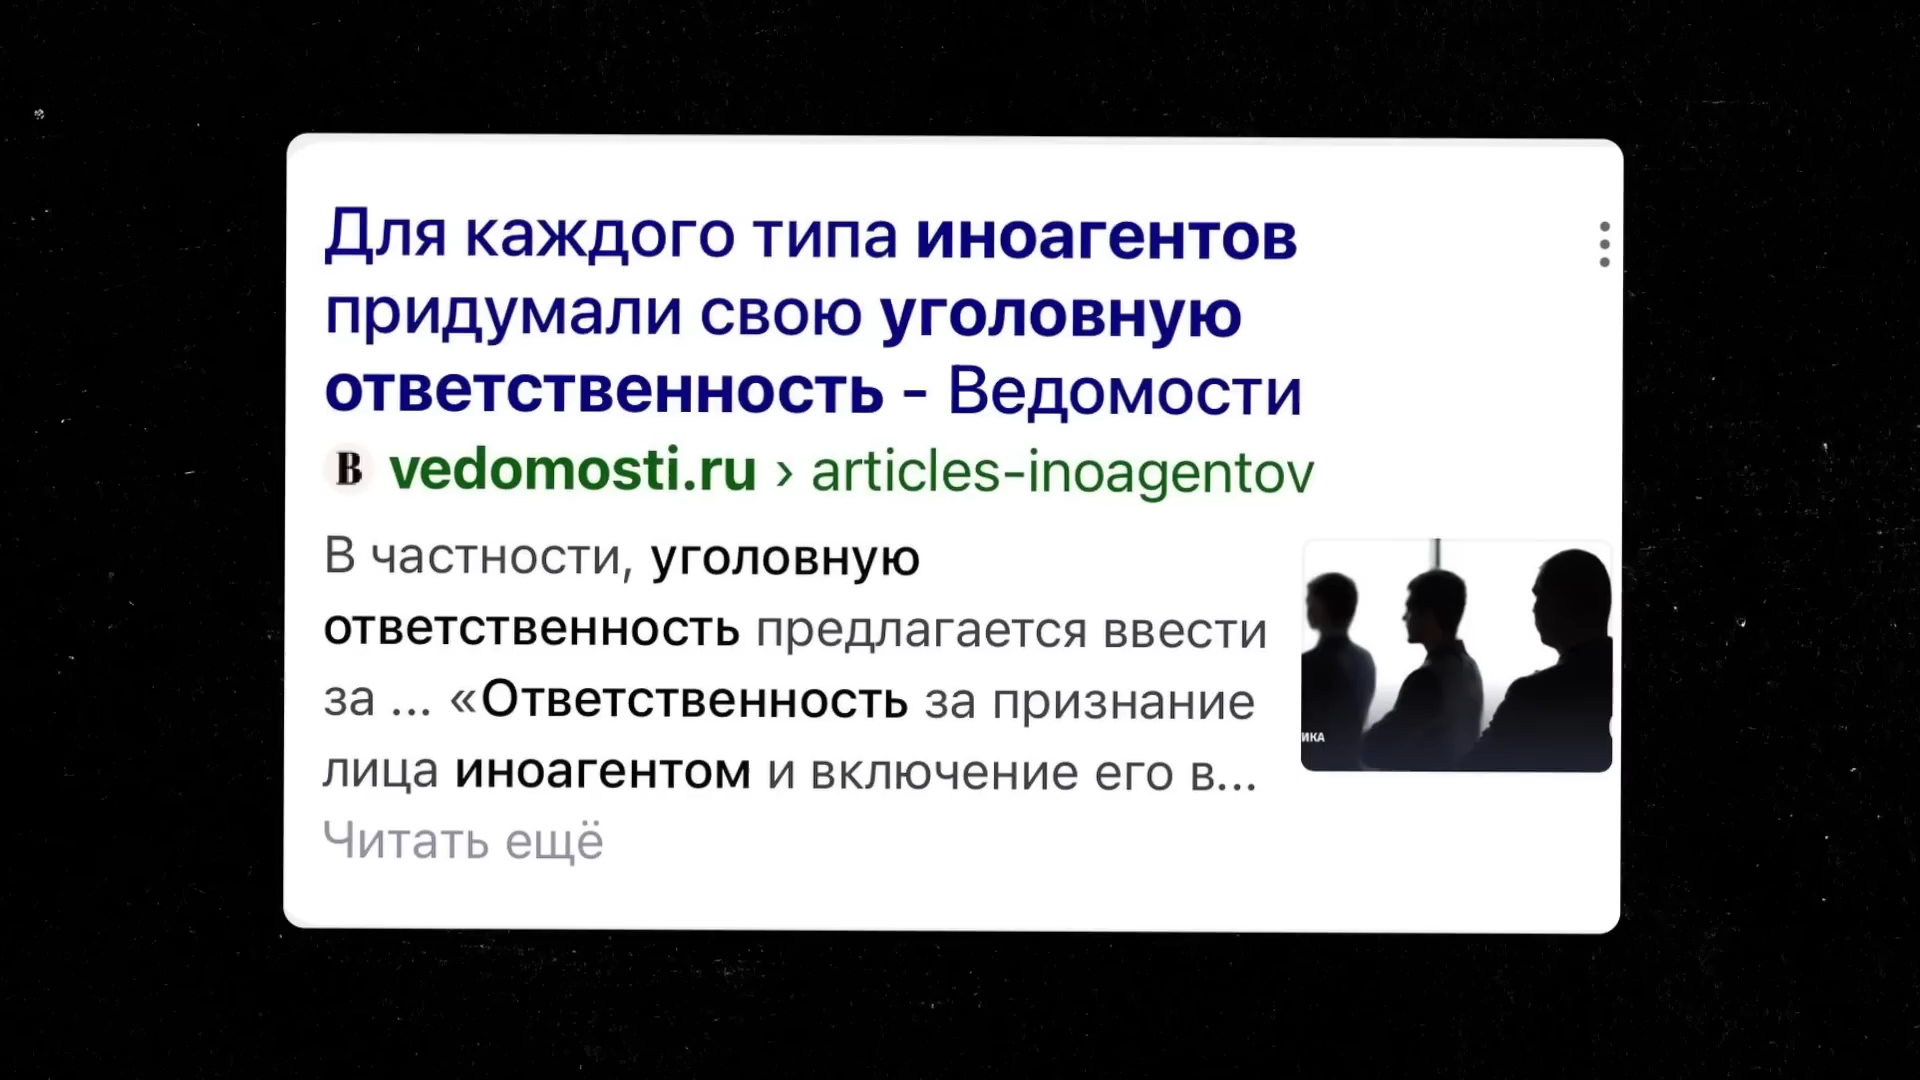 Для каждого типа иноагентов
придумали свою уголовную
ответственность - Ведомости
B vedomosti.ru › articles-inoagentov
В частности, уголовную
ответственность предлагается ввести
за ... «Ответственность за признание
лица иноагентом и включение его в...
ИКА
Читать ещё